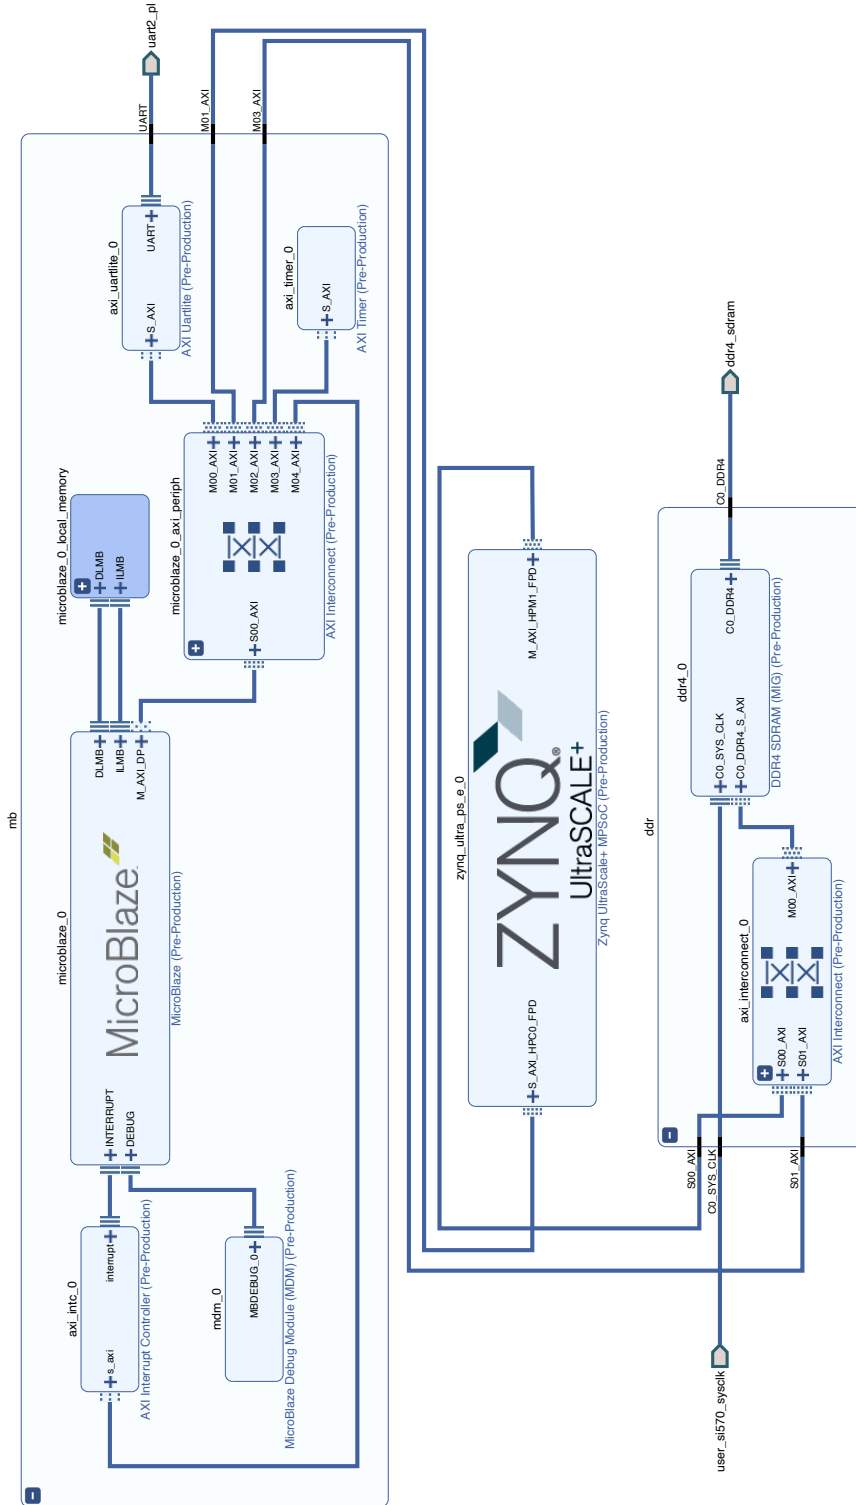 mb
axi_intc_0
s_axi
interrupt
AXI Interrupt Controller (Pre-Production)
mdm_0
MBDEBUG_0
MicroBlaze Debug Module (MDM) (Pre-Production)
microblaze_0
INTERRUPT
DEBUG
MicroBlaze
DLMB
ILMB
M_AXI_DP
MicroBlaze (Pre-Production)
microblaze_0_local_memory
DLMB
ILMB
microblaze_0_axi_periph
S00_AXI
M00_AXI
M01_AXI
M02_AXI
M03_AXI
M04_AXI
AXI Interconnect (Pre-Production)
axi_uartlite_0
S_AXI
UART
AXI Uartlite (Pre-Production)
axi_timer_0
S_AXI
AXI Timer (Pre-Production)
UART
M01_AXI
M03_AXI
uart2_pl
zynq_ultra_ps_e_0
S_AXI_HPC0_FPD
M_AXI_HPM1_FPD
ZYNQ®
UltraSCALE+
Zynq UltraScale+ MPSoC (Pre-Production)
ddr
S00_AXI
C0_SYS_CLK
S01_AXI
user_si570_sysclk
axi_interconnect_0
S00_AXI
S01_AXI
M00_AXI
AXI Interconnect (Pre-Production)
ddr4_0
C0_SYS_CLK
C0_DDR4_S_AXI
C0_DDR4
DDR4 SDRAM (MIG) (Pre-Production)
C0_DDR4
ddr4_sdram